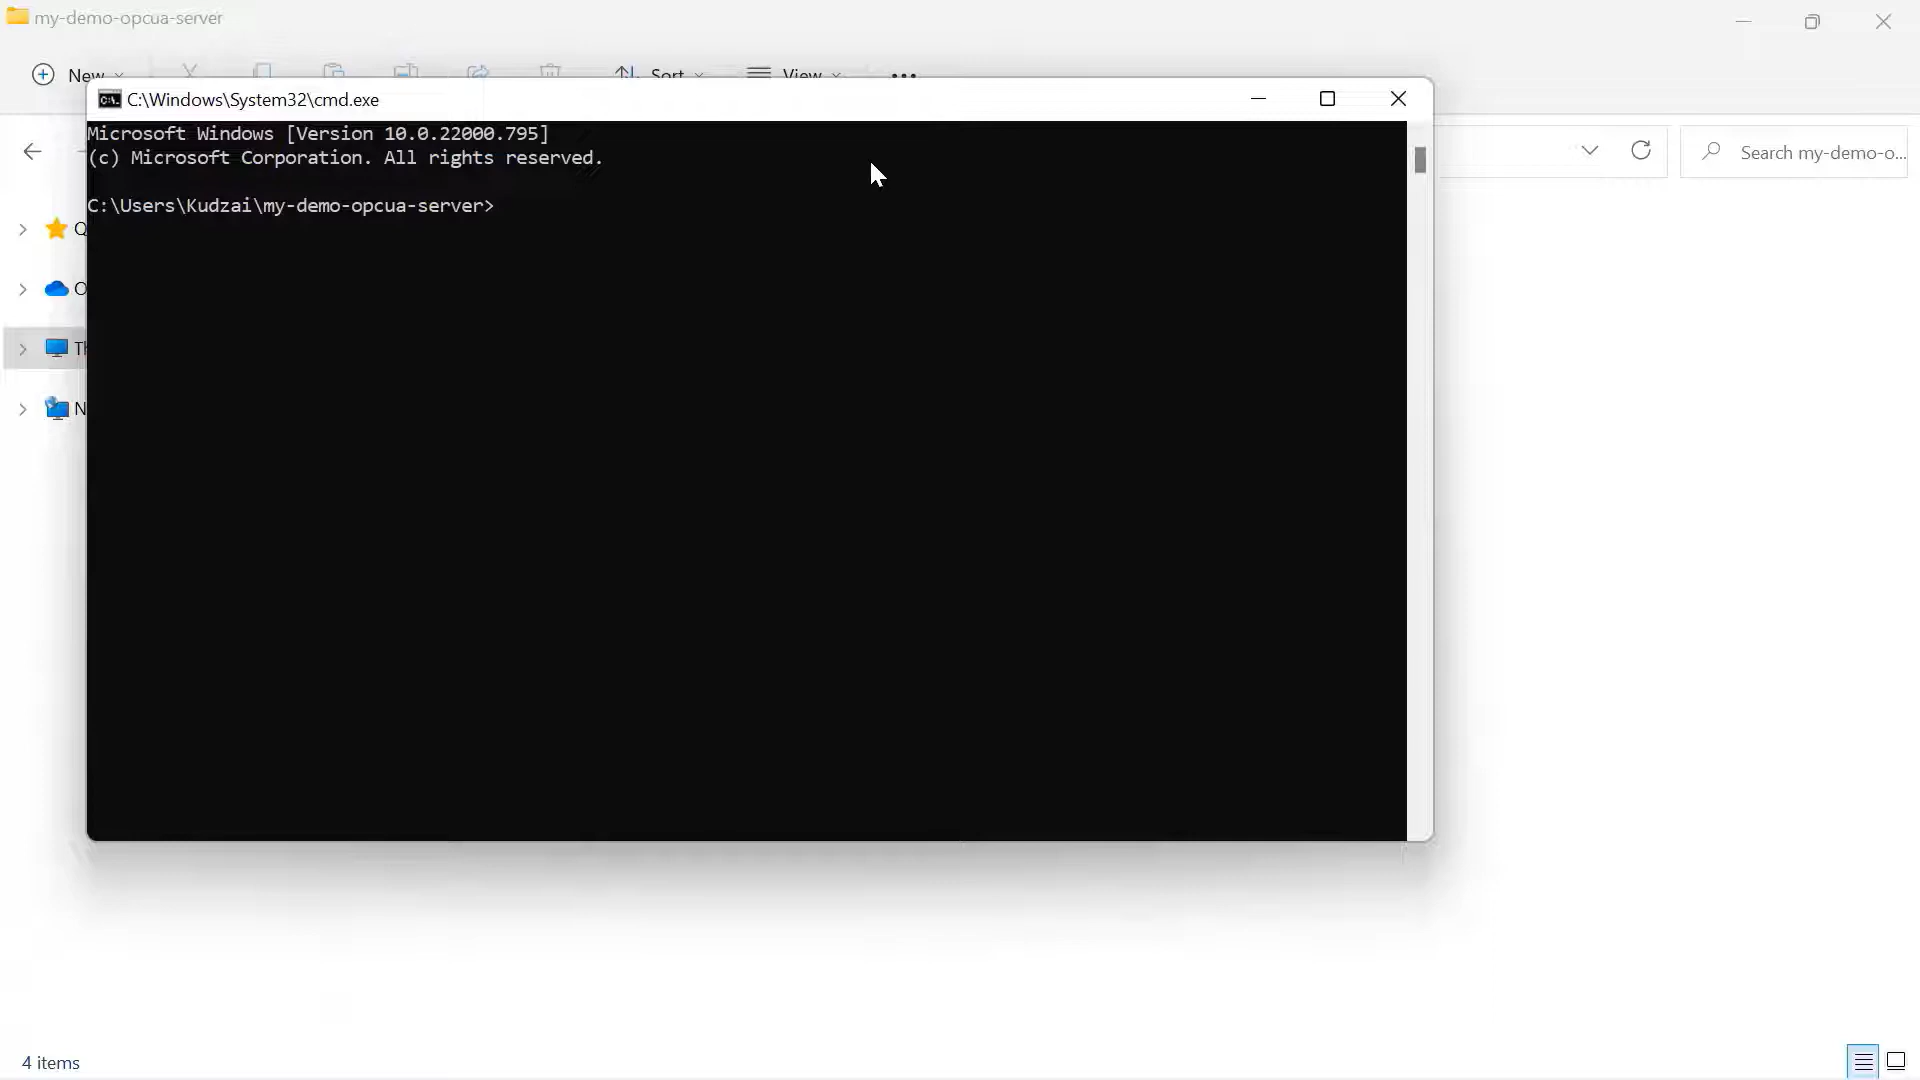 my-demo-opcua-server
New
Sort
View
C:\Windows\System32\cmd.exe
Microsoft Windows [Version 10.0.22000.795]
(c) Microsoft Corporation. All rights reserved.
Search my-demo-o...
C:\Users\Kudzai\my-demo-opcua-server>
4 items